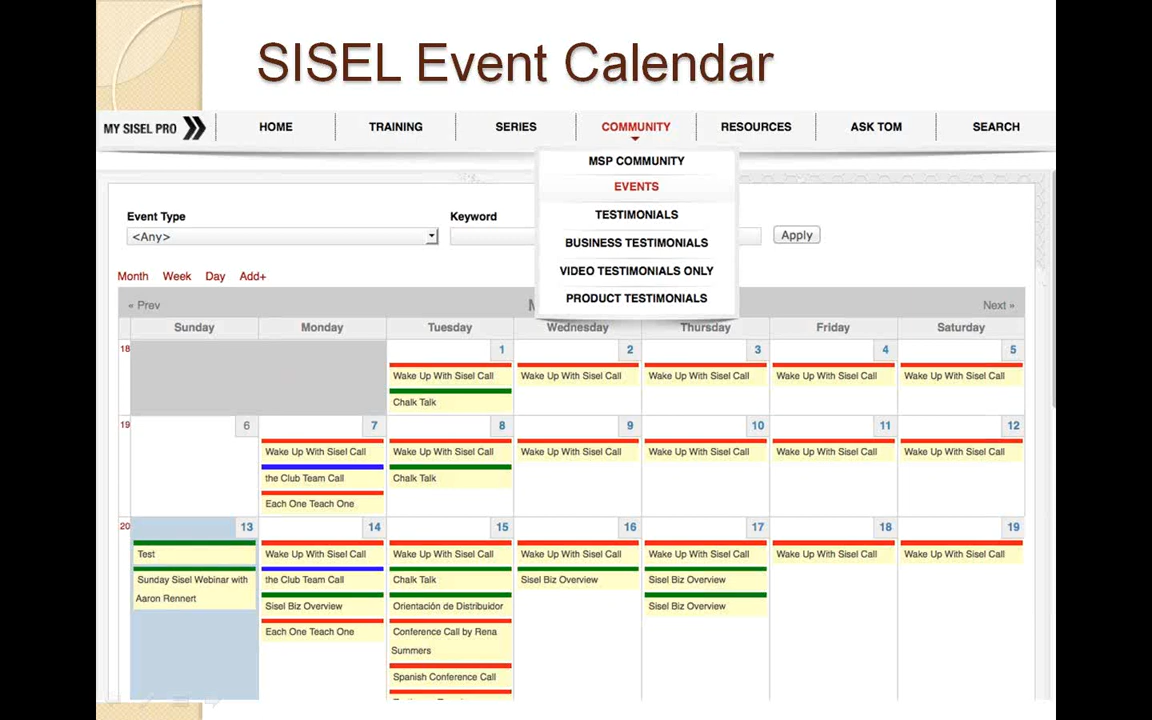 SISEL Event Calendar
MY SISEL PRO HOME TRAINING SERIES COMMUNITY RESOURCES ASK TOM SEARCH
MSP COMMUNITY
EVENTS
TESTIMONIALS
BUSINESS TESTIMONIALS
VIDEO TESTIMONIALS ONLY
PRODUCT TESTIMONIALS
Event Type Keyword
<Any> Apply
Month Week Day Add+
« Prev Next »
Sunday Monday Tuesday Wednesday Thursday Friday Saturday
18 1 2 3 4 5
Wake Up With Sisel Call Wake Up With Sisel Call Wake Up With Sisel Call Wake Up With Sisel Call Wake Up With Sisel Call
Chalk Talk
19 6 7 8 9 10 11 12
Wake Up With Sisel Call Wake Up With Sisel Call Wake Up With Sisel Call Wake Up With Sisel Call Wake Up With Sisel Call Wake Up With Sisel Call
the Club Team Call Chalk Talk
Each One Teach One
20 13 14 15 16 17 18 19
Test Wake Up With Sisel Call Wake Up With Sisel Call Wake Up With Sisel Call Wake Up With Sisel Call Wake Up With Sisel Call Wake Up With Sisel Call
Sunday Sisel Webinar with the Club Team Call Chalk Talk Sisel Biz Overview Sisel Biz Overview
Aaron Rennert Sisel Biz Overview Orientación de Distribuidor Sisel Biz Overview
Each One Teach One Conference Call by Rena
Summers
Spanish Conference Call